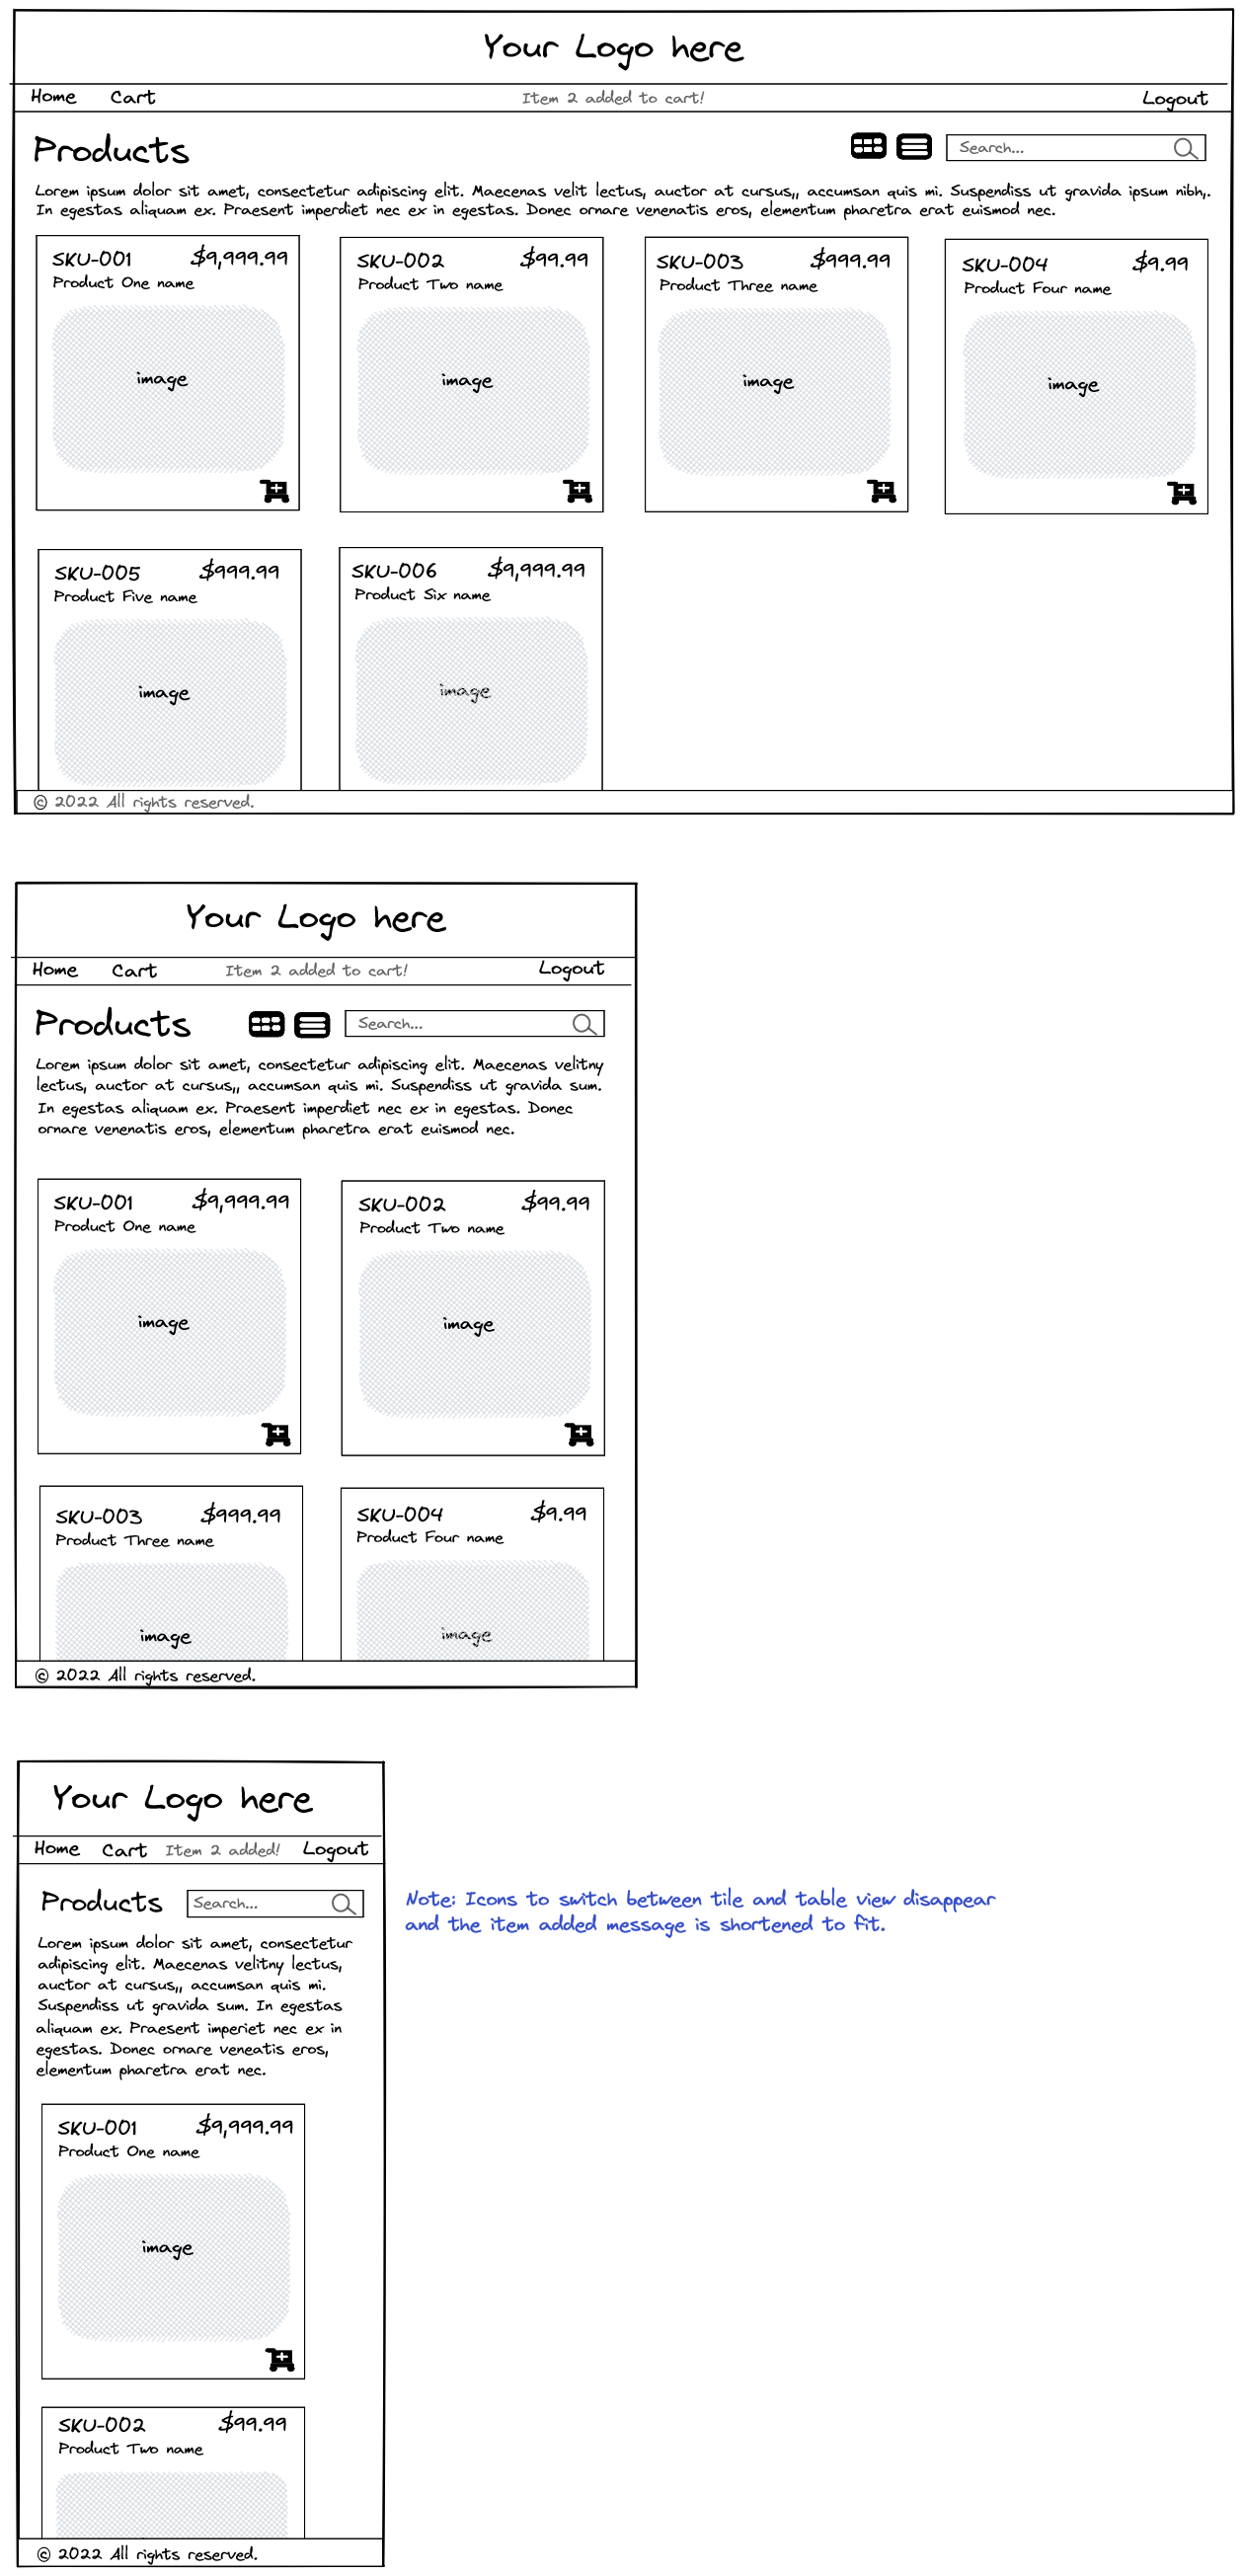 Your Logo here
Home Cart Item 2 added to cart! Logout
Products Search...
Lorem ipsum dolor sit amet, consectetur adipiscing elit. Maecenas velit lectus, auctor at cursus,, accumsan quis mi. Suspendiss ut gravida ipsum nibh,.
In egestas aliquam ex. Praesent imperdiet nec ex in egestas. Donec ornare venenatis eros, elementum pharetra erat euismod nec.
SKU-001 $9,999.99
Product One name
image
SKU-002 $99.99
Product Two name
image
SKU-003 $999.99
Product Three name
image
SKU-004 $9.99
Product Four name
image
SKU-005 $999.99
Product Five name
image
SKU-006 $9,999.99
Product Six name
image
© 2022 All rights reserved.
Your Logo here
Home Cart Item 2 added to cart! Logout
Products Search...
Lorem ipsum dolor sit amet, consectetur adipiscing elit. Maecenas velitny
lectus, auctor at cursus,, accumsan quis mi. Suspendiss ut gravida sum.
In egestas aliquam ex. Praesent imperdiet nec ex in egestas. Donec
ornare venenatis eros, elementum pharetra erat euismod nec.
SKU-001 $9,999.99
Product One name
image
SKU-002 $99.99
Product Two name
image
SKU-003 $999.99
Product Three name
image
SKU-004 $9.99
Product Four name
image
© 2022 All rights reserved.
Your Logo here
Home Cart Item 2 added! Logout
Products Search...
Note: Icons to switch between tile and table view disappear
and the item added message is shortened to fit.
Lorem ipsum dolor sit amet, consectetur
adipiscing elit. Maecenas velitny lectus,
auctor at cursus,, accumsan quis mi.
Suspendiss ut gravida sum. In egestas
aliquam ex. Praesent imperiet nec ex in
egestas. Donec ornare veneatis eros,
elementum pharetra erat nec.
SKU-001 $9,999.99
Product One name
image
SKU-002 $99.99
Product Two name
© 2022 All rights reserved.